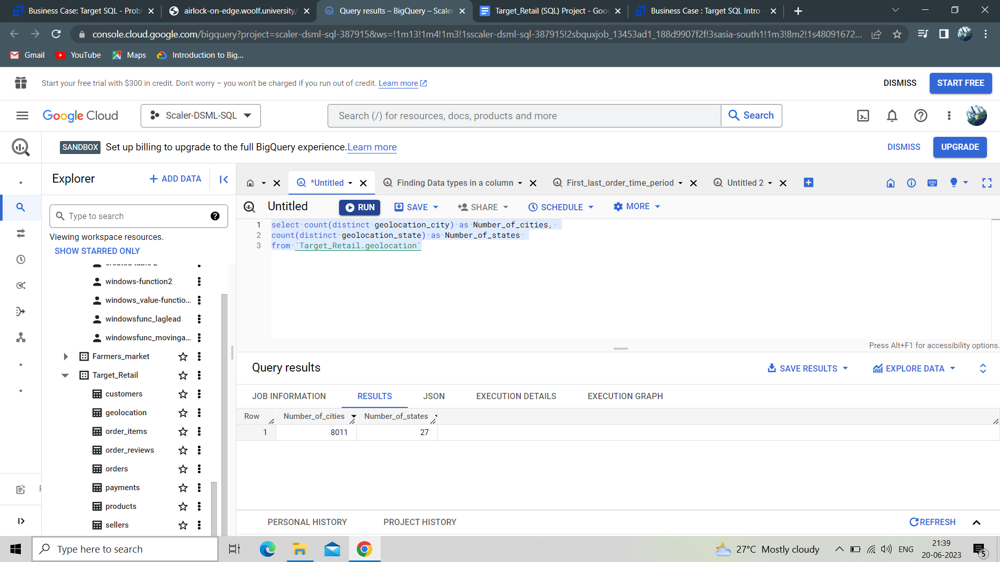 Business Case: Target SQL - Probl
airlock-on-edge.woolf.university/
Query results – BigQuery – Scaler
Target_Retail (SQL) Project - Goog
Business Case : Target SQL Intro -
console.cloud.google.com/bigquery?project=scaler-dsml-sql-387915&ws=!1m13!1m4!1m3!1sscaler-dsml-sql-387915!2sbquxjob_13453ad1_188d9907f2f!3sasia-south1!1m3!8m2!1s48091672...
Gmail
YouTube
Maps
Introduction to Big...
Start your free trial with $300 in credit. Don't worry – you won't be charged if you run out of credit. Learn more
DISMISS
START FREE
Google Cloud
Scaler-DSML-SQL
Search (/) for resources, docs, products and more
Search
SANDBOX Set up billing to upgrade to the full BigQuery experience. Learn more
DISMISS
UPGRADE
Explorer
+ ADD DATA
*Untitled
Finding Data types in a column
First_last_order_time_period
Untitled 2
Untitled
RUN
SAVE
SHARE
SCHEDULE
MORE
Type to search
Viewing workspace resources.
SHOW STARRED ONLY
windows-function2
windows_value-functio...
windowsfunc_laglead
windowsfunc_movinga...
Farmers_market
Target_Retail
customers
geolocation
order_items
order_reviews
orders
payments
products
sellers
1 select count(distinct geolocation_city) as Number_of_cities,
2 count(distinct geolocation_state) as Number_of_states
3 from `Target_Retail.geolocation`
Press Alt+F1 for accessibility options.
Query results
SAVE RESULTS
EXPLORE DATA
JOB INFORMATION
RESULTS
JSON
EXECUTION DETAILS
EXECUTION GRAPH
Row Number_of_cities Number_of_states
1 8011 27
PERSONAL HISTORY
PROJECT HISTORY
REFRESH
Type here to search
27°C Mostly cloudy
ENG
21:39
20-06-2023
5